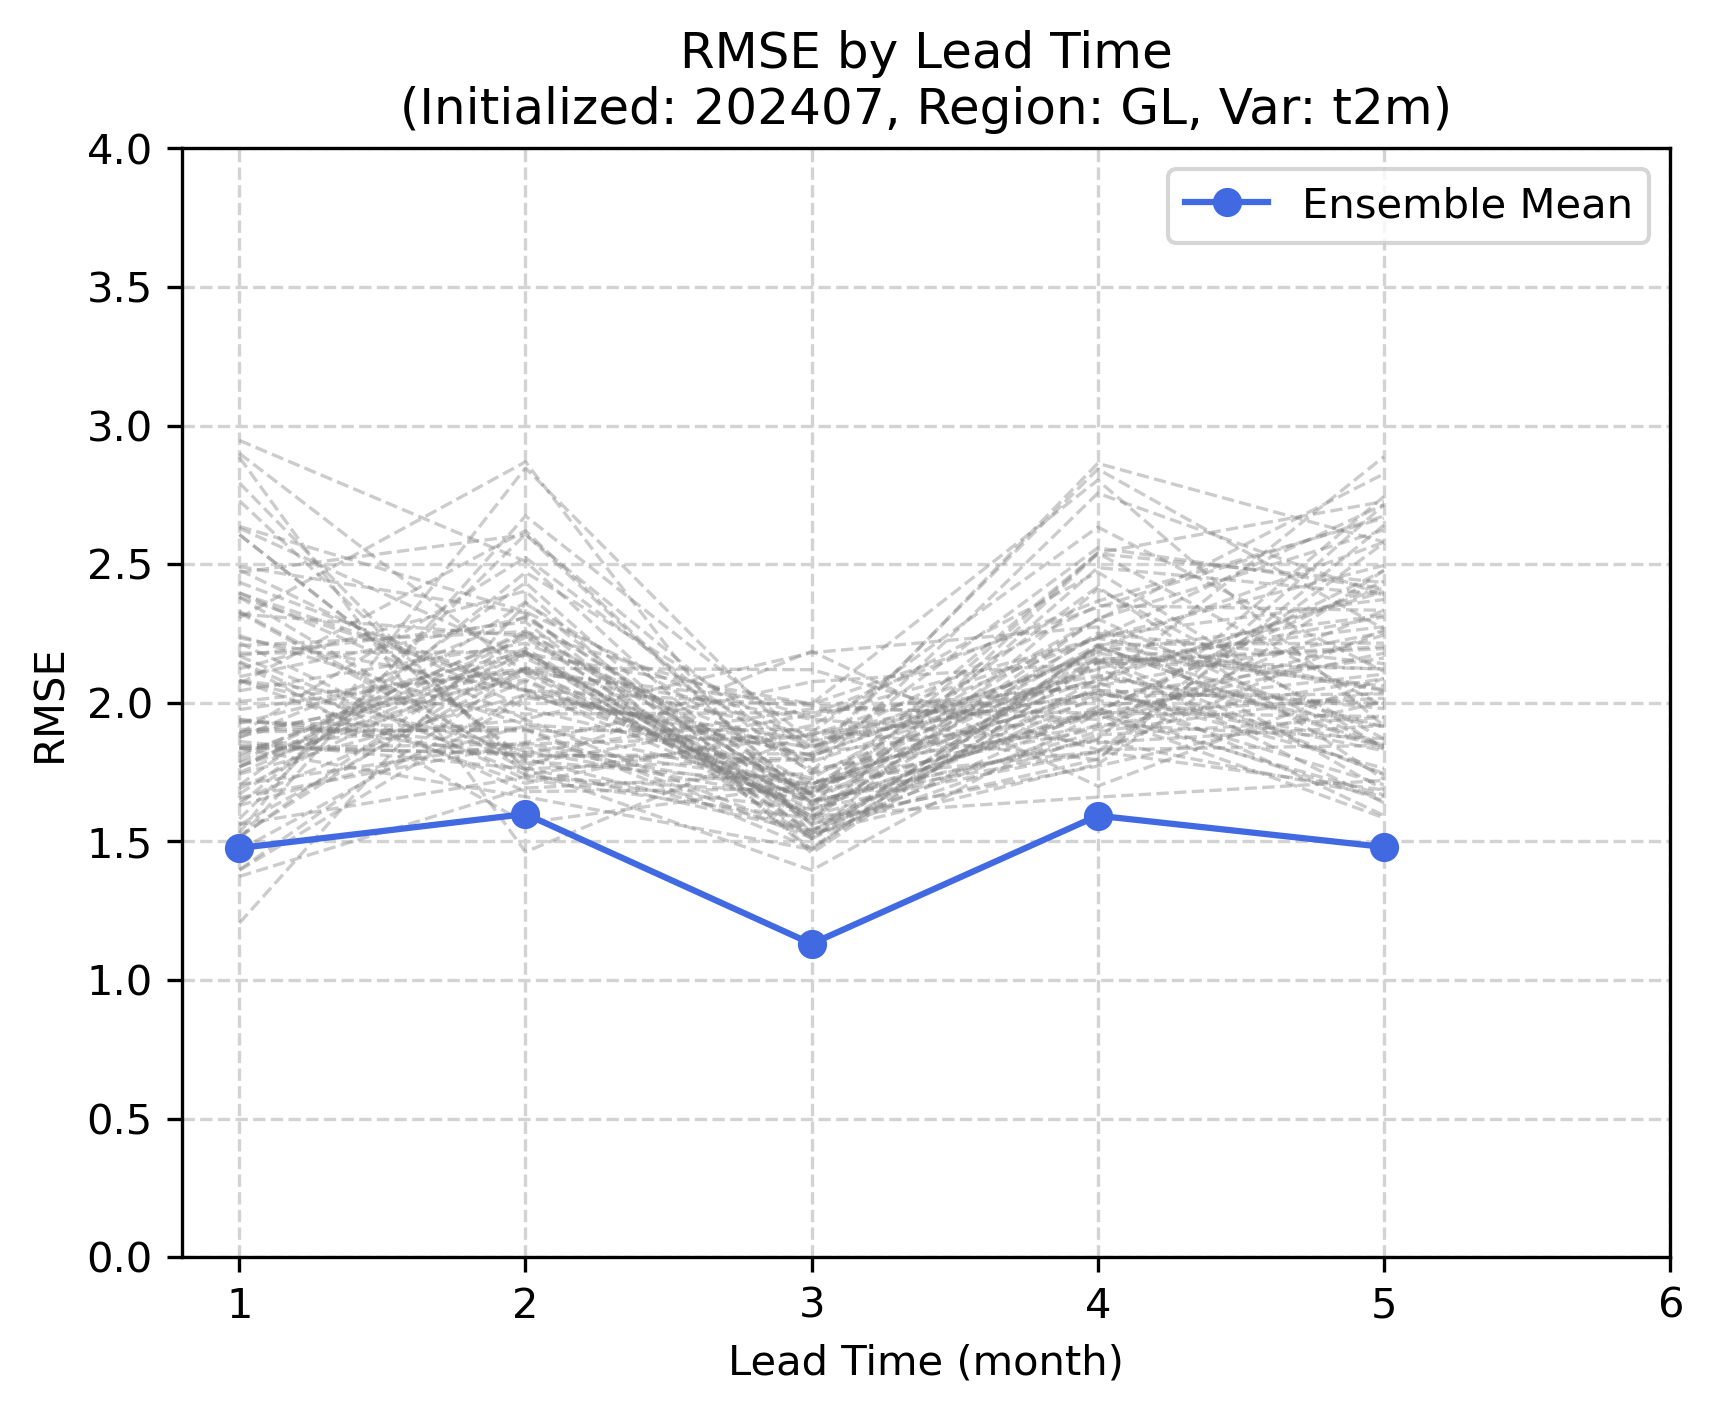 RMSE by Lead Time
(Initialized: 202407, Region: GL, Var: t2m)
Ensemble Mean
4.0
3.5
3.0
2.5
2.0
1.5
1.0
0.5
0.0
RMSE
1 2 3 4 5 6
Lead Time (month)